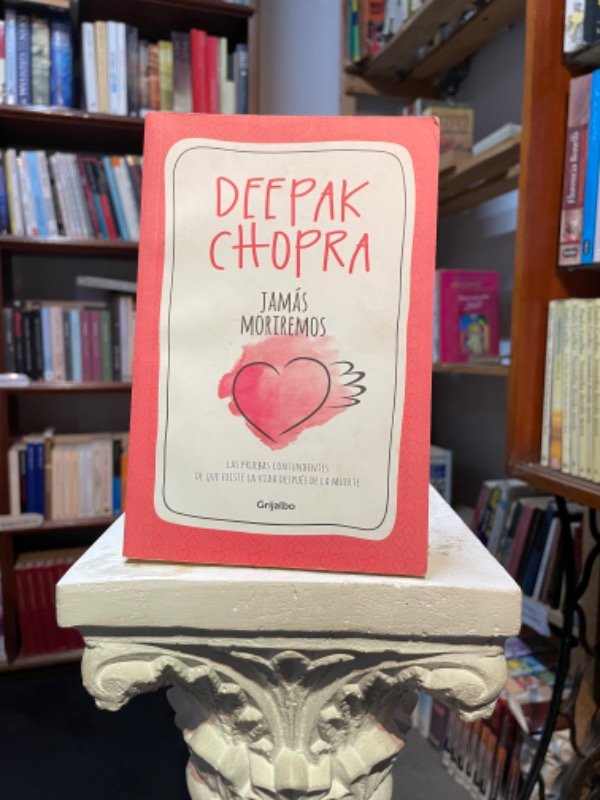 DEEPAK
CHOPRA
JAMÁS
MORIREMOS
LAS PRUEBAS CONTUNDENTES
DE QUE EXISTE LA VIDA DESPUÉS DE LA MUERTE
Grijalbo